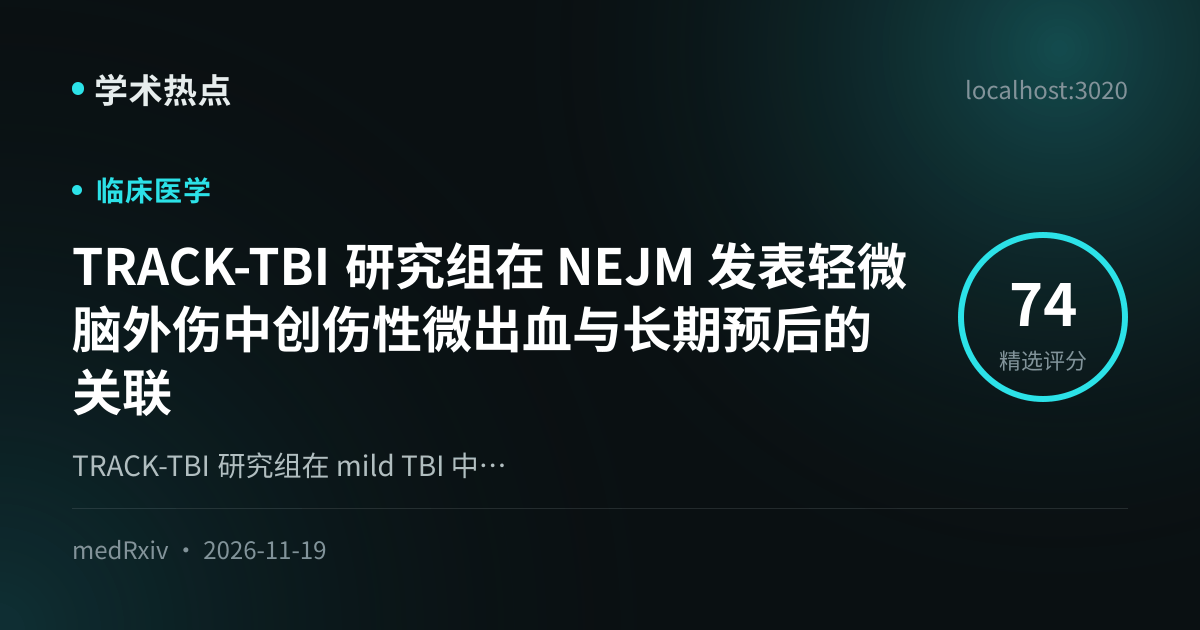 学术热点
localhost:3020
临床医学
TRACK-TBI 研究组在 NEJM 发表轻微
脑外伤中创伤性微出血与长期预后的
关联
74
精选评分
TRACK-TBI 研究组在 mild TBI 中…
medRxiv · 2026-11-19